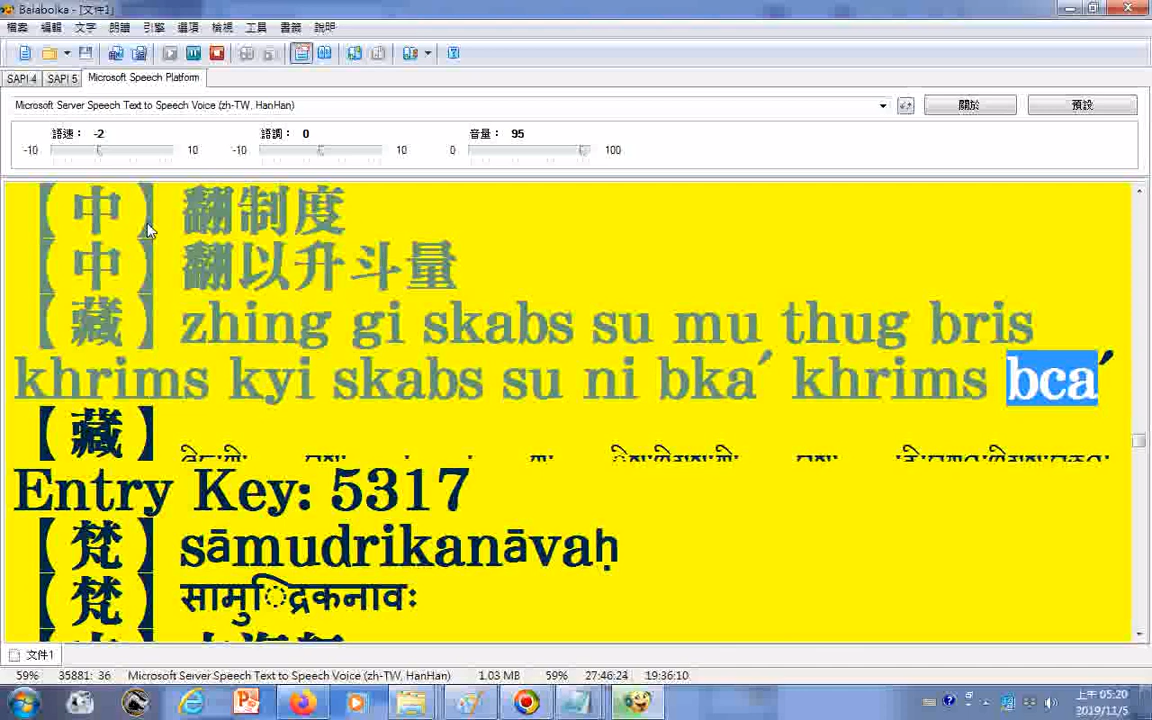 Balabolka - [文件1]
檔案 編輯 文字 朗讀 引擎 選項 檢視 工具 書籤 說明
SAPI 4 SAPI 5 Microsoft Speech Platform
Microsoft Server Speech Text to Speech Voice (zh-TW, HanHan) 關於 預設
語速： -2 語調： 0 音量： 95
-10 10 -10 10 0 100
【中】翻制度
【中】翻以升斗量
【藏】zhing gi skabs su mu thug bris
khrims kyi skabs su ni bka´ khrims bca´
【藏】
Entry Key: 5317
【梵】sāmudrikanāvaḥ
【梵】सामुद्रिकनावः
文件1
59% 35881: 36 Microsoft Server Speech Text to Speech Voice (zh-TW, HanHan) 1.03 MB 59% 27:46:24 19:36:10
上午 05:20
2019/11/5